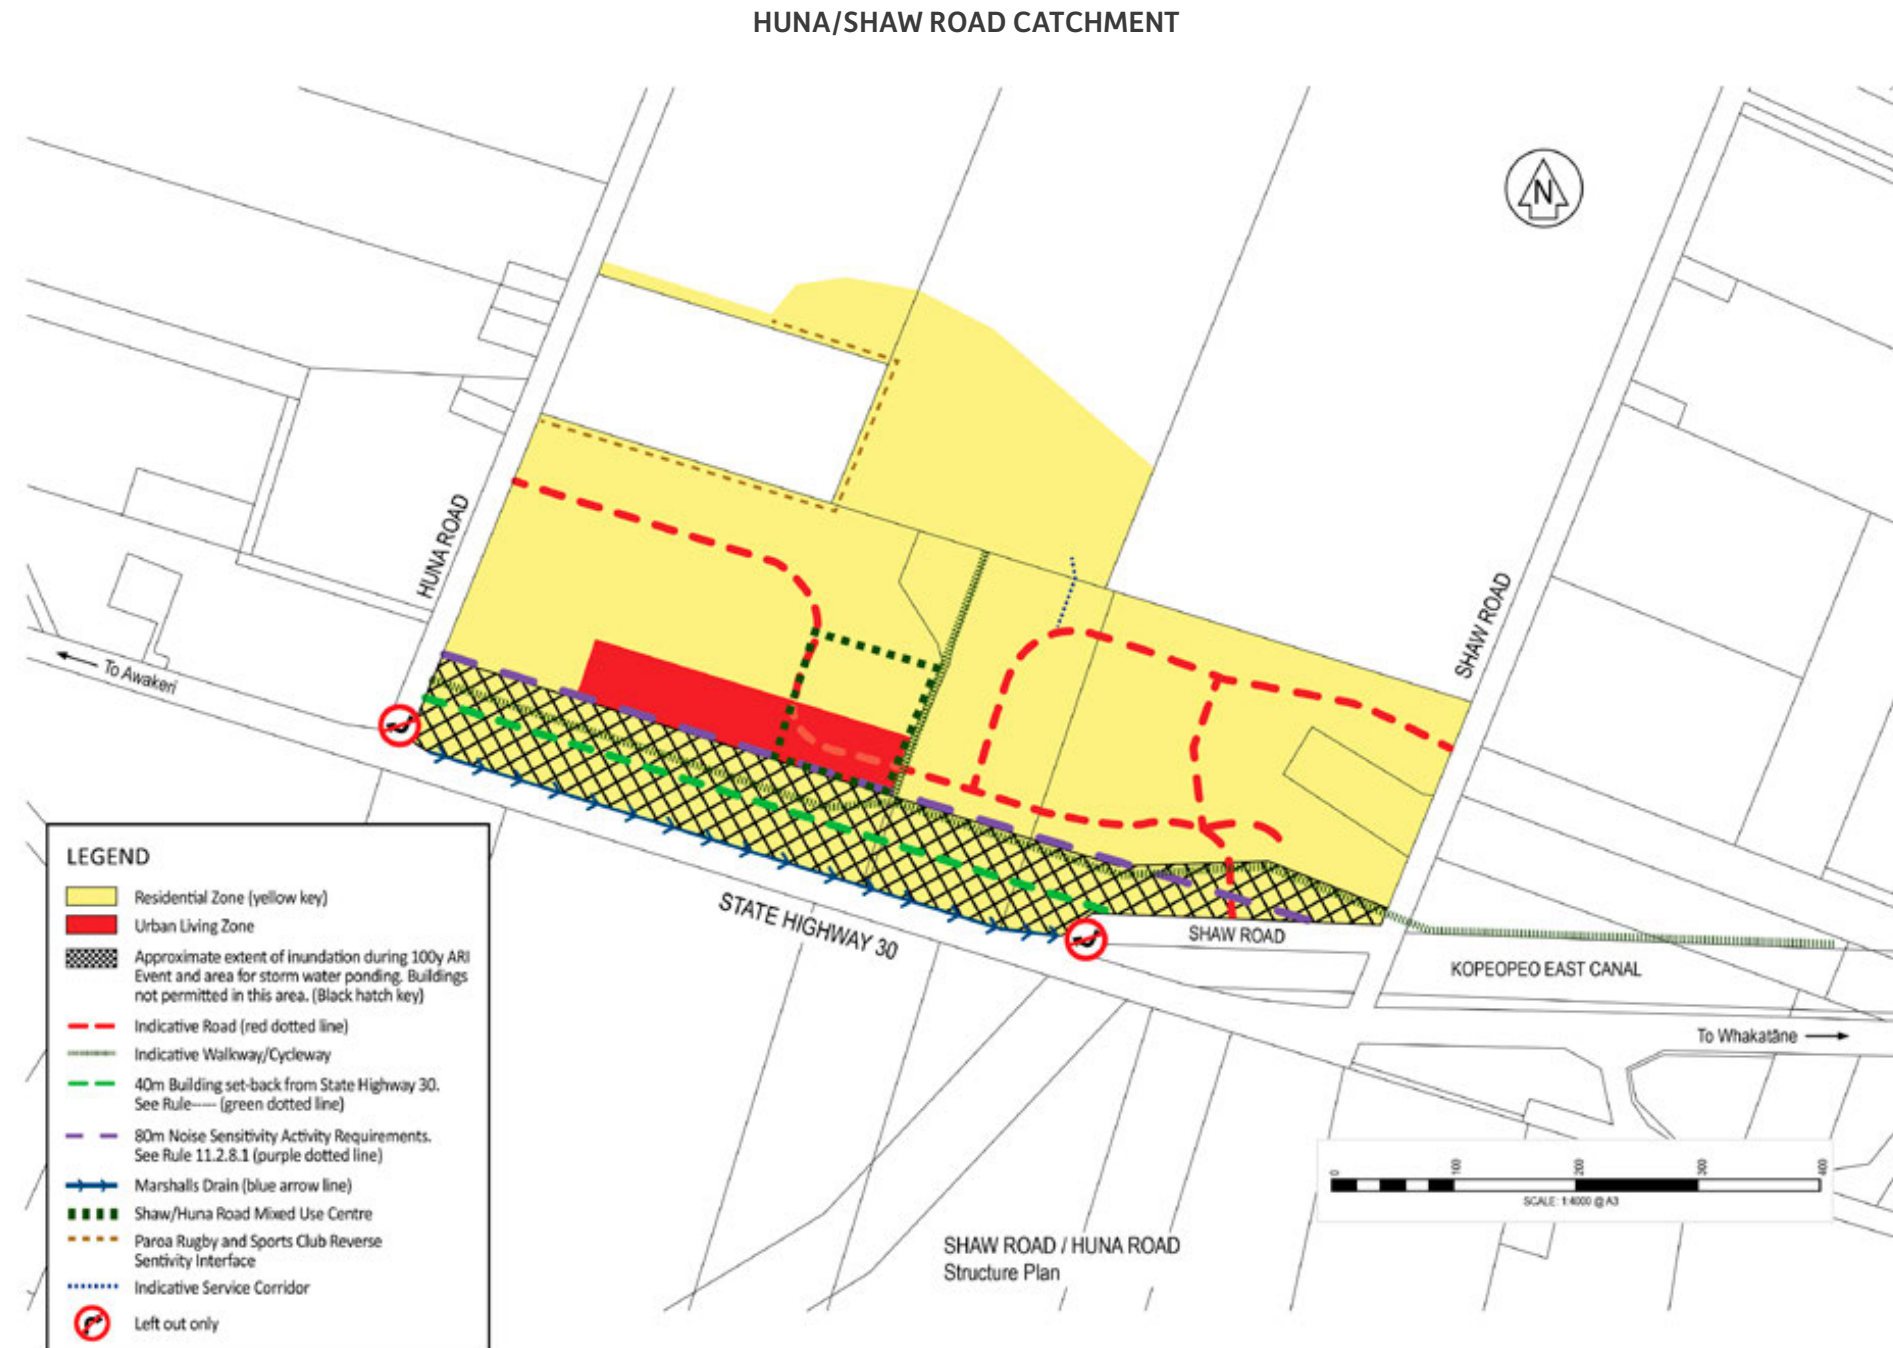 HUNA/SHAW ROAD CATCHMENT
N
HUNA ROAD
SHAW ROAD
To Awakeri
STATE HIGHWAY 30
SHAW ROAD
KOPEOPEO EAST CANAL
To Whakatāne
LEGEND
Residential Zone (yellow key)
Urban Living Zone
Approximate extent of inundation during 100y ARI
Event and area for storm water ponding. Buildings
not permitted in this area. (Black hatch key)
Indicative Road (red dotted line)
Indicative Walkway/Cycleway
40m Building set-back from State Highway 30.
See Rule----- (green dotted line)
80m Noise Sensitivity Activity Requirements.
See Rule 11.2.8.1 (purple dotted line)
Marshalls Drain (blue arrow line)
Shaw/Huna Road Mixed Use Centre
Paroa Rugby and Sports Club Reverse
Sentivity Interface
Indicative Service Corridor
Left out only
0 100 200 300 400
SCALE: 1:4000 @ A3
SHAW ROAD / HUNA ROAD
Structure Plan